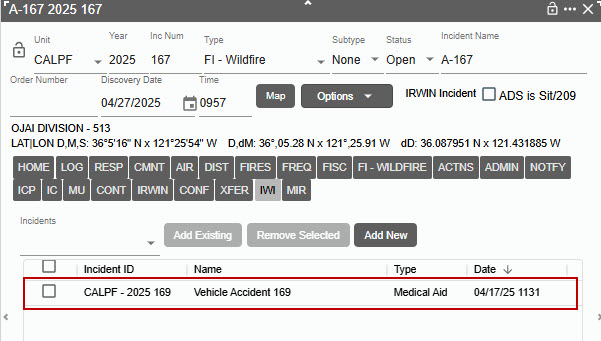 A-167 2025 167
Unit Year Inc Num Type Subtype Status Incident Name
CALPF 2025 167 FI - Wildfire None Open A-167
Order Number Discovery Date Time
04/27/2025 0957 Map Options IRWIN Incident ADS is Sit/209
OJAI DIVISION - 513
LAT|LON D,M,S: 36°5'16" N x 121°25'54" W D,dM: 36°,05.28 N x 121°,25.91 W dD: 36.087951 N x 121.431885 W
HOME LOG RESP CMNT AIR DIST FIRES FREQ FISC FI - WILDFIRE ACTNS ADMIN NOTFY
ICP IC MU CONT IRWIN CONF XFER IWI MIR
Incidents
Add Existing Remove Selected Add New
Incident ID Name Type Date
CALPF - 2025 169 Vehicle Accident 169 Medical Aid 04/17/25 1131